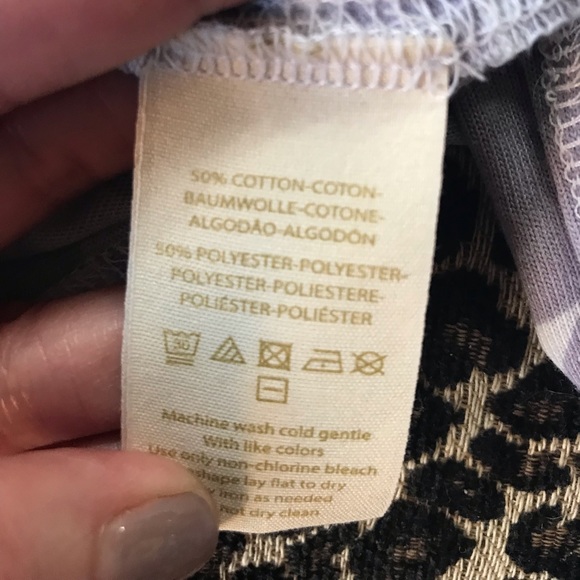 50% COTTON-COTON-
BAUMWOLLE-COTONE-
ALGODÃO-ALGODÓN
50% POLYESTER-POLYESTER-
POLYESTER-POLIESTERE-
POLIÉSTER-POLIÉSTER
30
Machine wash cold gentle
With like colors
Use only non-chlorine bleach
eshape lay flat to dry
iron as needed
not dry clean